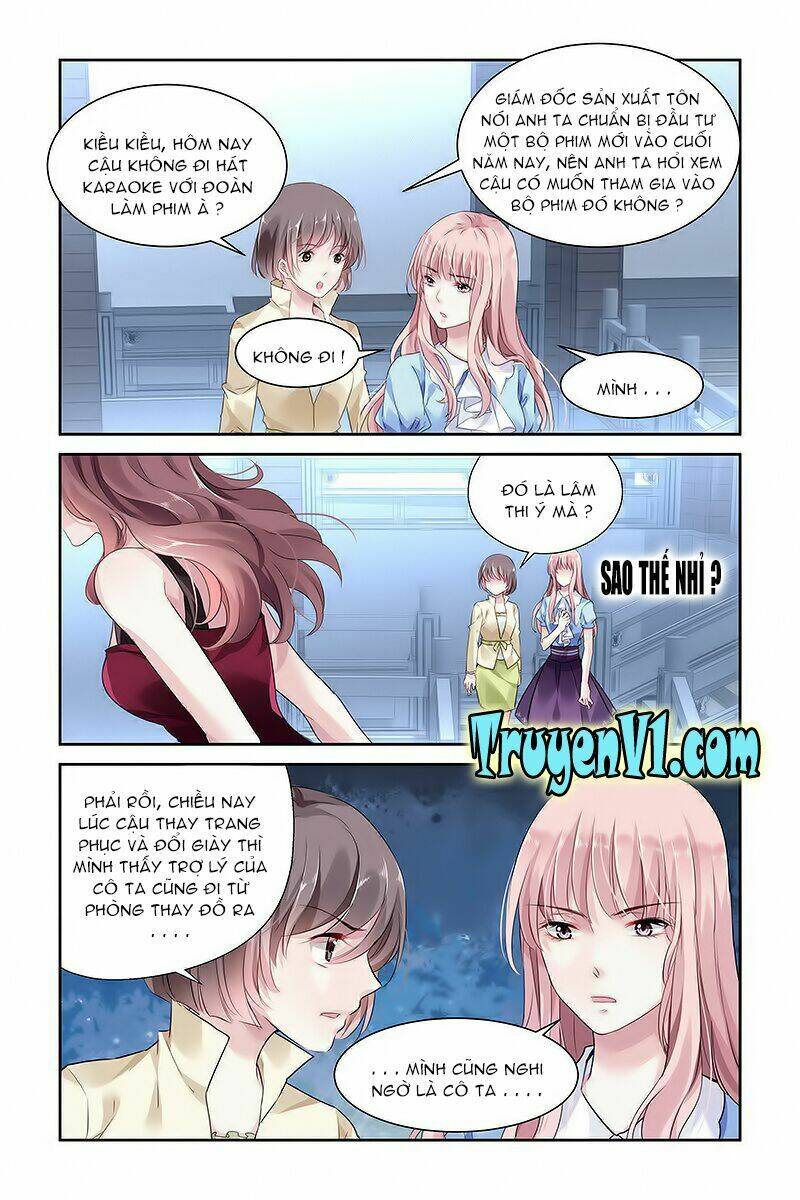 KIỀU KIỀU, HÔM NAY
CẬU KHÔNG ĐI HÁT
KARAOKE VỚI ĐOÀN
LÀM PHIM À ?
KHÔNG ĐI !
GIÁM ĐỐC SẢN XUẤT TÔN
NÓI ANH TA CHUẨN BỊ ĐẦU TƯ
MỘT BỘ PHIM MỚI VÀO CUỐI
NĂM NAY, NÊN ANH TA HỎI XEM
CẬU CÓ MUỐN THAM GIA VÀO
BỘ PHIM ĐÓ KHÔNG ?
MÌNH . . .
ĐÓ LÀ LÂM
THI Ý MÀ ?
SAO THẾ NHỈ ?
TruyenV1.com
PHẢI RỒI, CHIỀU NAY
LÚC CẬU THAY TRANG
PHỤC VÀ ĐỔI GIÀY THÌ
MÌNH THẤY TRỢ LÝ CỦA
CÔ TA CŨNG ĐI TỪ
PHÒNG THAY ĐỒ RA
. . . .
. . . MÌNH CŨNG NGHI
NGỜ LÀ CÔ TA . . . .